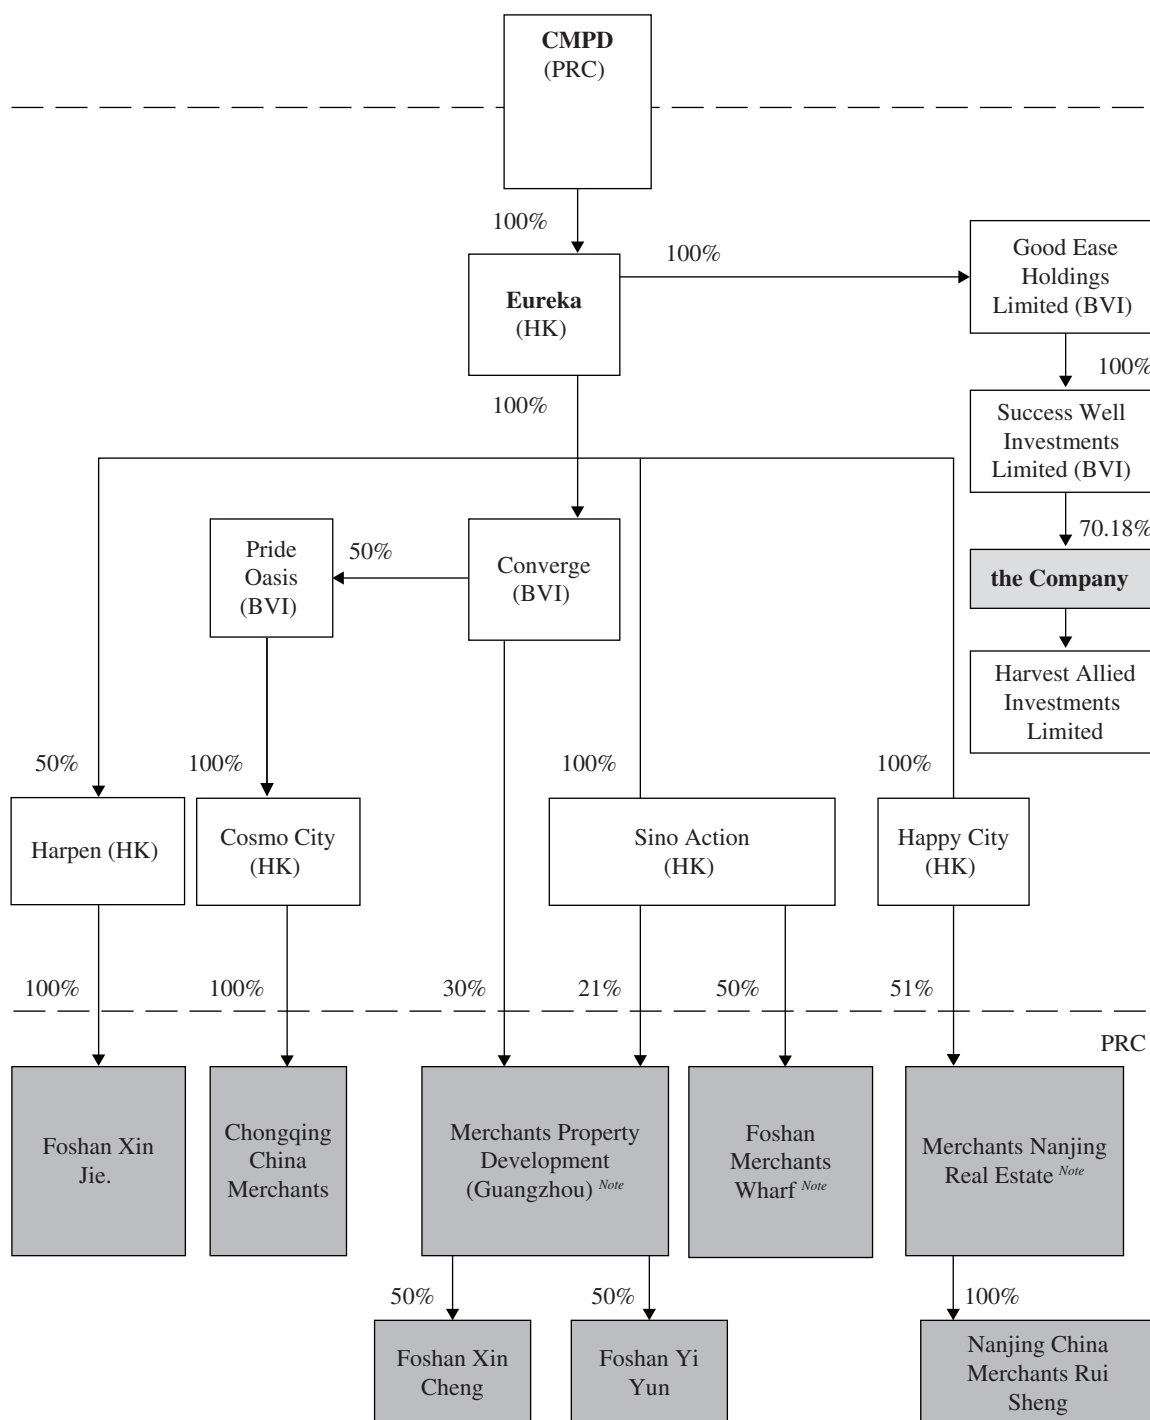 CMPD
(PRC)
100%
100%
Good Ease
Holdings
Limited (BVI)
Eureka
(HK)
100%
100%
Success Well
Investments
Limited (BVI)
70.18%
Pride
Oasis
(BVI)
50%
Converge
(BVI)
the Company
Harvest Allied
Investments
Limited
50%
100%
100%
100%
Harpen (HK)
Cosmo City
(HK)
Sino Action
(HK)
Happy City
(HK)
100%
100%
30%
21%
50%
51%
PRC
Foshan Xin
Jie.
Chongqing
China
Merchants
Merchants Property
Development
(Guangzhou) Note
Foshan
Merchants
Wharf Note
Merchants Nanjing
Real Estate Note
50%
50%
100%
Foshan Xin
Cheng
Foshan Yi
Yun
Nanjing China
Merchants Rui
Sheng